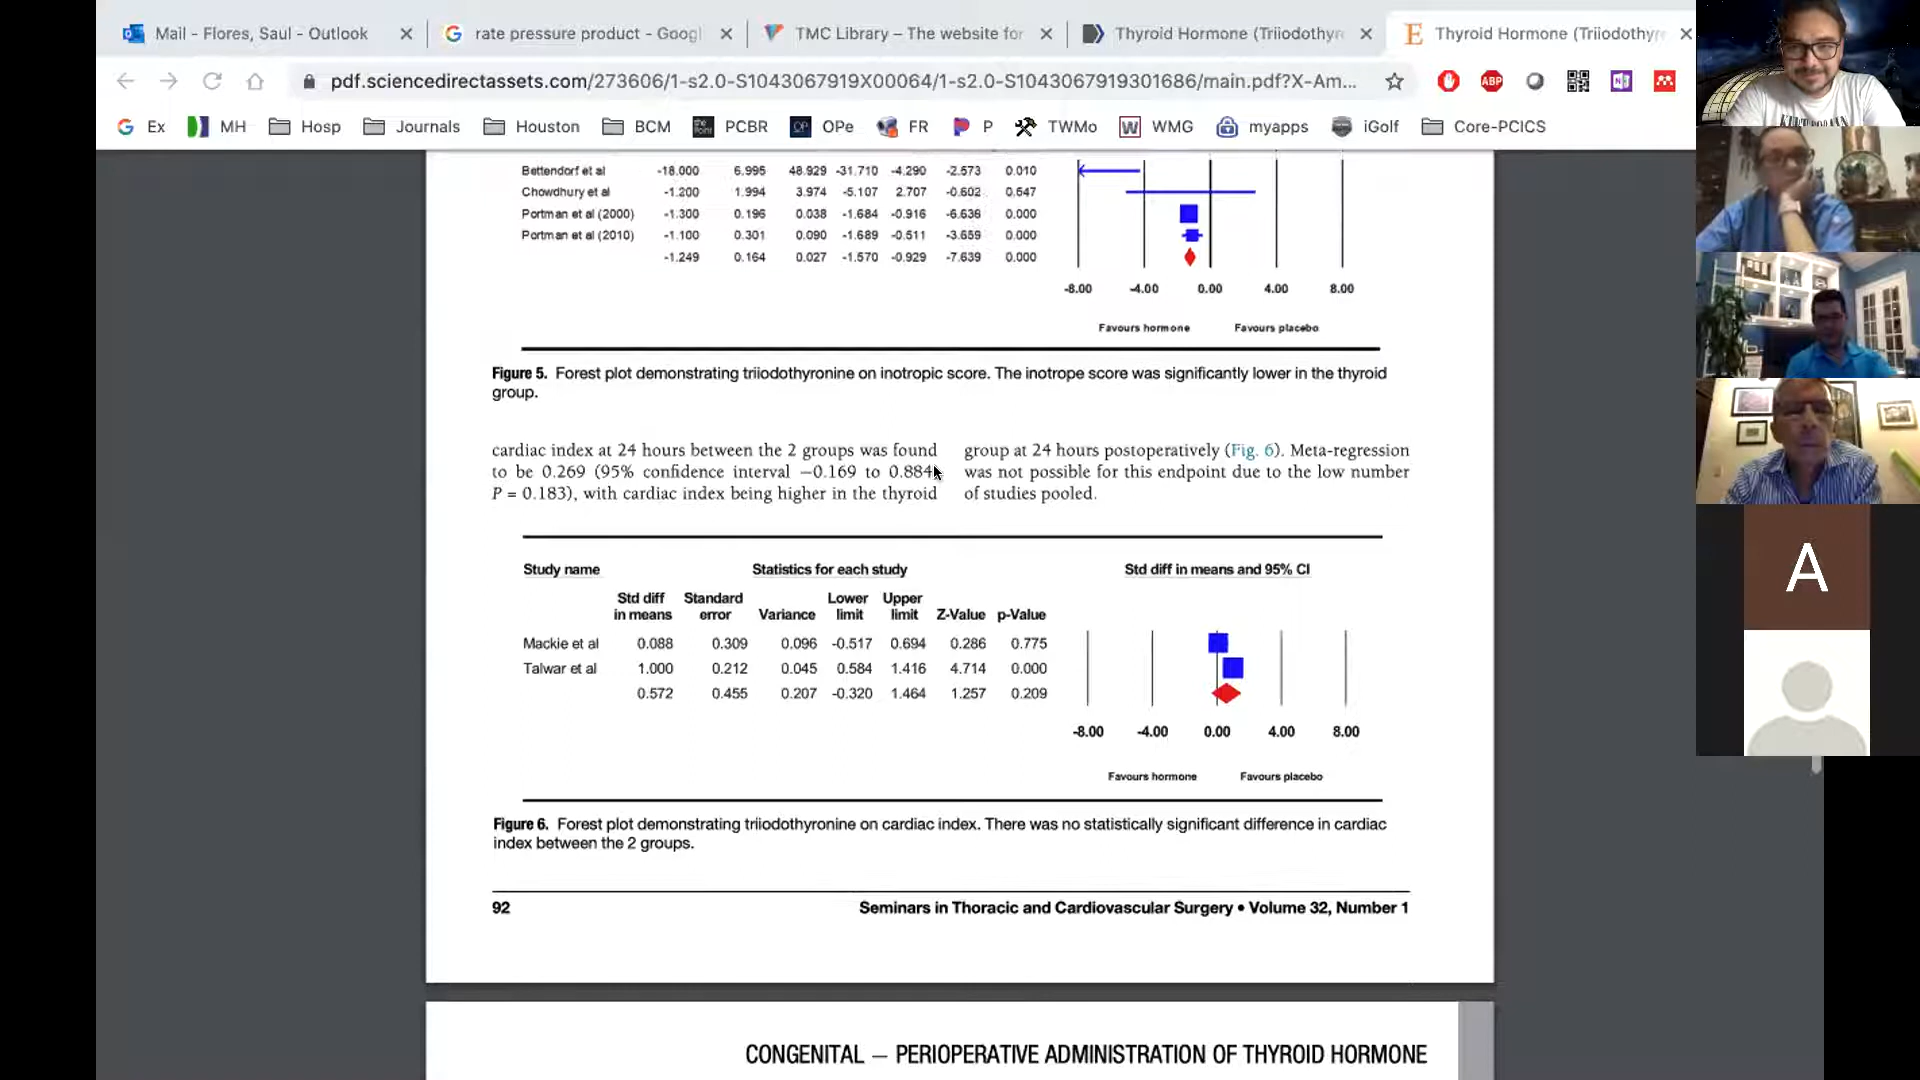 Mail - Flores, Saul - Outlook
rate pressure product - Googl
TMC Library – The website for
Thyroid Hormone (Triiodothyr
Thyroid Hormone (Triiodothyr
pdf.sciencedirectassets.com/273606/1-s2.0-S1043067919X00064/1-s2.0-S1043067919301686/main.pdf?X-Am...
ABP
Ex MH Hosp Journals Houston BCM PCBR OPe FR P TWMo WMG myapps iGolf Core-PCICS
Bettendorf et al -18.000 6.995 48.929 -31.710 -4.290 -2.573 0.010
Chowdhury et al -1.200 1.994 3.974 -5.107 2.707 -0.602 0.547
Portman et al (2000) -1.300 0.196 0.038 -1.684 -0.916 -6.636 0.000
Portman et al (2010) -1.100 0.301 0.090 -1.689 -0.511 -3.659 0.000
-1.249 0.164 0.027 -1.570 -0.929 -7.639 0.000
-8.00 -4.00 0.00 4.00 8.00
Favours hormone Favours placebo
Figure 5. Forest plot demonstrating triiodothyronine on inotropic score. The inotrope score was significantly lower in the thyroid
group.
cardiac index at 24 hours between the 2 groups was found
to be 0.269 (95% confidence interval −0.169 to 0.884,
P = 0.183), with cardiac index being higher in the thyroid
group at 24 hours postoperatively (Fig. 6). Meta-regression
was not possible for this endpoint due to the low number
of studies pooled.
Study name Statistics for each study Std diff in means and 95% CI
Std diff Standard Lower Upper
in means error Variance limit limit Z-Value p-Value
Mackie et al 0.088 0.309 0.096 -0.517 0.694 0.286 0.775
Talwar et al 1.000 0.212 0.045 0.584 1.416 4.714 0.000
0.572 0.455 0.207 -0.320 1.464 1.257 0.209
-8.00 -4.00 0.00 4.00 8.00
Favours hormone Favours placebo
Figure 6. Forest plot demonstrating triiodothyronine on cardiac index. There was no statistically significant difference in cardiac
index between the 2 groups.
92 Seminars in Thoracic and Cardiovascular Surgery • Volume 32, Number 1
CONGENITAL – PERIOPERATIVE ADMINISTRATION OF THYROID HORMONE
A